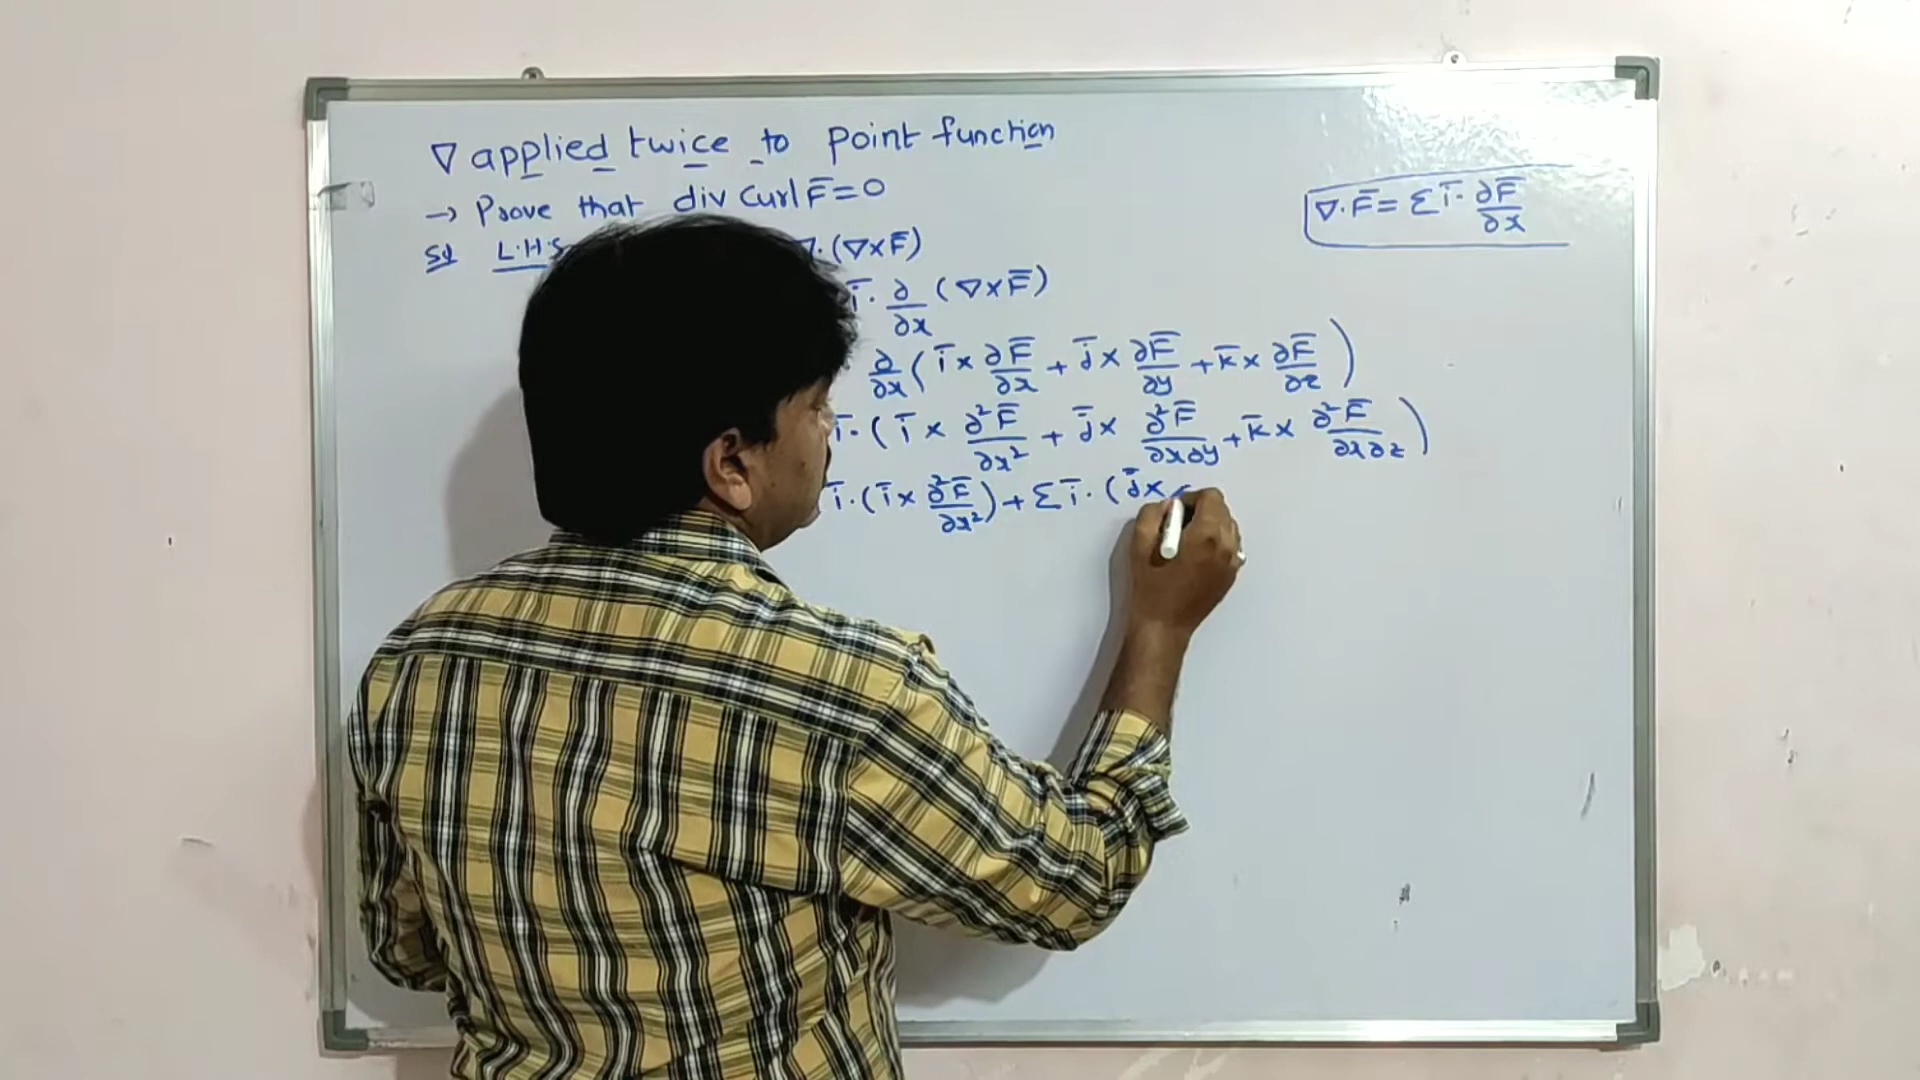 ∇ applied twice to point function
→ Prove that div Curl F̅ = 0
∇·F̅ = Σ i̅· ∂F̅/∂x
Sol L.H.S ∇·(∇×F̅)
i̅· ∂/∂x (∇×F̅)
∂/∂x ( i̅ × ∂F̅/∂x + j̅ × ∂F̅/∂y + k̅ × ∂F̅/∂z )
i̅·( i̅ × ∂²F̅/∂x² + j̅ × ∂²F̅/∂x∂y + k̅ × ∂²F̅/∂x∂z )
i̅·( i̅ × ∂²F̅/∂x² ) + Σ i̅·( j̅ ×